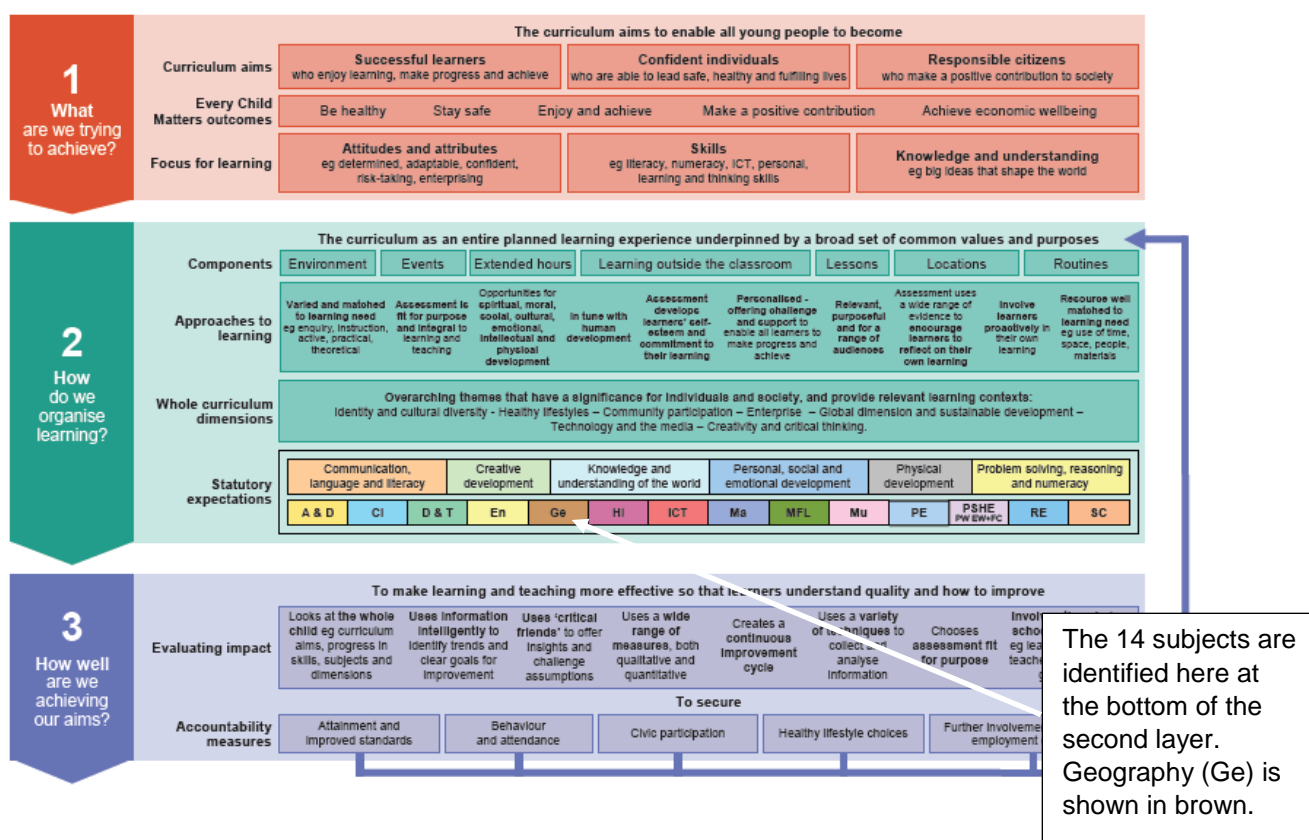 The curriculum aims to enable all young people to become
1
What
are we trying
to achieve?
Curriculum aims
Successful learners
who enjoy learning, make progress and achieve
Confident individuals
who are able to lead safe, healthy and fulfilling lives
Responsible citizens
who make a positive contribution to society
Every Child
Matters outcomes
Be healthy
Stay safe
Enjoy and achieve
Make a positive contribution
Achieve economic wellbeing
Focus for learning
Attitudes and attributes
eg determined, adaptable, confident,
risk-taking, enterprising
Skills
eg literacy, numeracy, ICT, personal,
learning and thinking skills
Knowledge and understanding
eg big ideas that shape the world
2
How
do we
organise
learning?
The curriculum as an entire planned learning experience underpinned by a broad set of common values and purposes
Components
Environment
Events
Extended hours
Learning outside the classroom
Lessons
Locations
Routines
Approaches to
learning
Varied and matched
to learning need
eg enquiry, instruction,
active, practical,
theoretical
Assessment is
fit for purpose
and integral to
learning and
teaching
Opportunities for
spiritual, moral,
social, cultural,
emotional,
intellectual and
physical
development
In tune with
human
development
Assessment
develops
learners' self-
esteem and
commitment to
their learning
Personalised -
offering challenge
and support to
enable all learners to
make progress and
achieve
Relevant,
purposeful
and for a
range of
audiences
Assessment uses
a wide range of
evidence to
encourage
learners to
reflect on their
own learning
Involve
learners
proactively in
their own
learning
Resource well
matched to
learning need
eg use of time,
space, people,
materials
Whole curriculum
dimensions
Overarching themes that have a significance for individuals and society, and provide relevant learning contexts:
Identity and cultural diversity - Healthy lifestyles – Community participation – Enterprise – Global dimension and sustainable development –
Technology and the media – Creativity and critical thinking.
Statutory
expectations
Communication,
language and literacy
Creative
development
Knowledge and
understanding of the world
Personal, social and
emotional development
Physical
development
Problem solving, reasoning
and numeracy
A & D
CI
D & T
En
Ge
HI
ICT
Ma
MFL
Mu
PE
PSHE
PW EW+FC
RE
SC
3
How well
are we
achieving
our aims?
To make learning and teaching more effective so that learners understand quality and how to improve
Evaluating impact
Looks at the whole
child eg curriculum
aims, progress in
skills, subjects and
dimensions
Uses information
intelligently to
identify trends and
clear goals for
improvement
Uses 'critical
friends' to offer
insights and
challenge
assumptions
Uses a wide
range of
measures, both
qualitative and
quantitative
Creates a
continuous
improvement
cycle
Uses a variety
of techniques to
collect and
analyse
information
Chooses
assessment fit
for purpose
To secure
Accountability
measures
Attainment and
improved standards
Behaviour
and attendance
Civic participation
Healthy lifestyle choices
Further
employment
The 14 subjects are
identified here at
the bottom of the
second layer.
Geography (Ge) is
shown in brown.